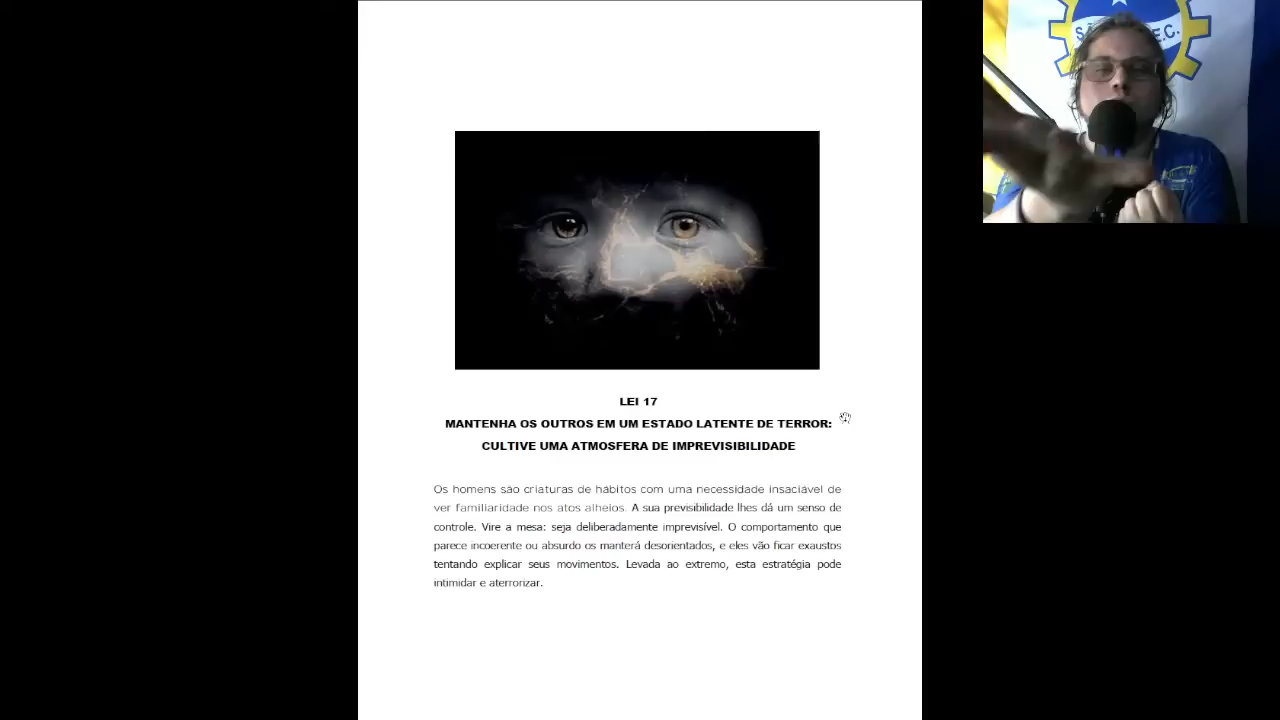 LEI 17
MANTENHA OS OUTROS EM UM ESTADO LATENTE DE TERROR:
CULTIVE UMA ATMOSFERA DE IMPREVISIBILIDADE
Os homens são criaturas de hábitos com uma necessidade insaciável de
ver familiaridade nos atos alheios. A sua previsibilidade lhes dá um senso de
controle. Vire a mesa: seja deliberadamente imprevisível. O comportamento que
parece incoerente ou absurdo os manterá desorientados, e eles vão ficar exaustos
tentando explicar seus movimentos. Levada ao extremo, esta estratégia pode
intimidar e aterrorizar.
E.C.